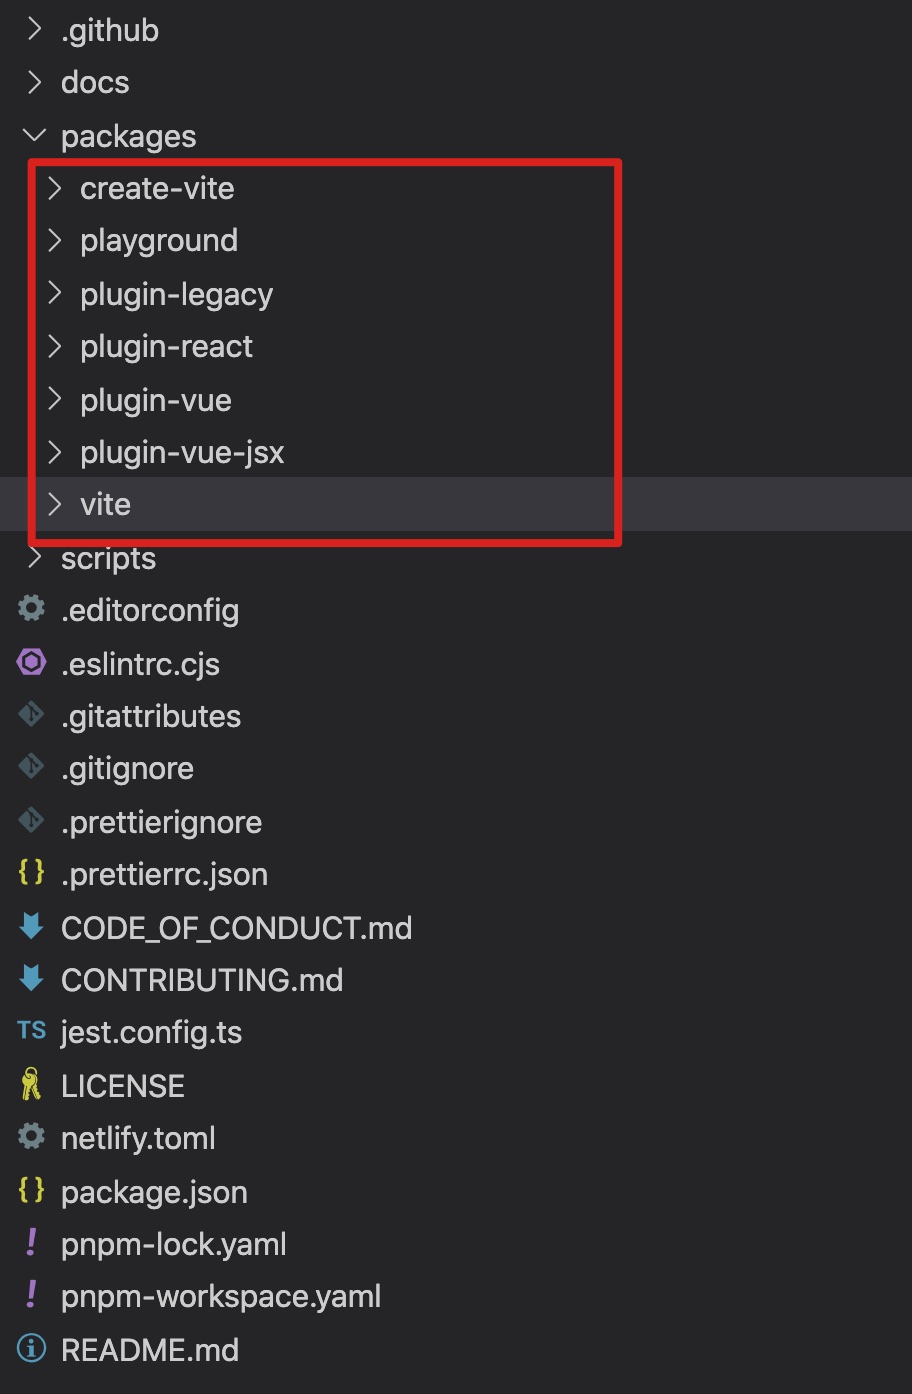 .github
docs
packages
create-vite
playground
plugin-legacy
plugin-react
plugin-vue
plugin-vue-jsx
vite
scripts
.editorconfig
.eslintrc.cjs
.gitattributes
.gitignore
.prettierignore
{} .prettierrc.json
CODE_OF_CONDUCT.md
CONTRIBUTING.md
TS jest.config.ts
LICENSE
netlify.toml
{} package.json
! pnpm-lock.yaml
! pnpm-workspace.yaml
README.md